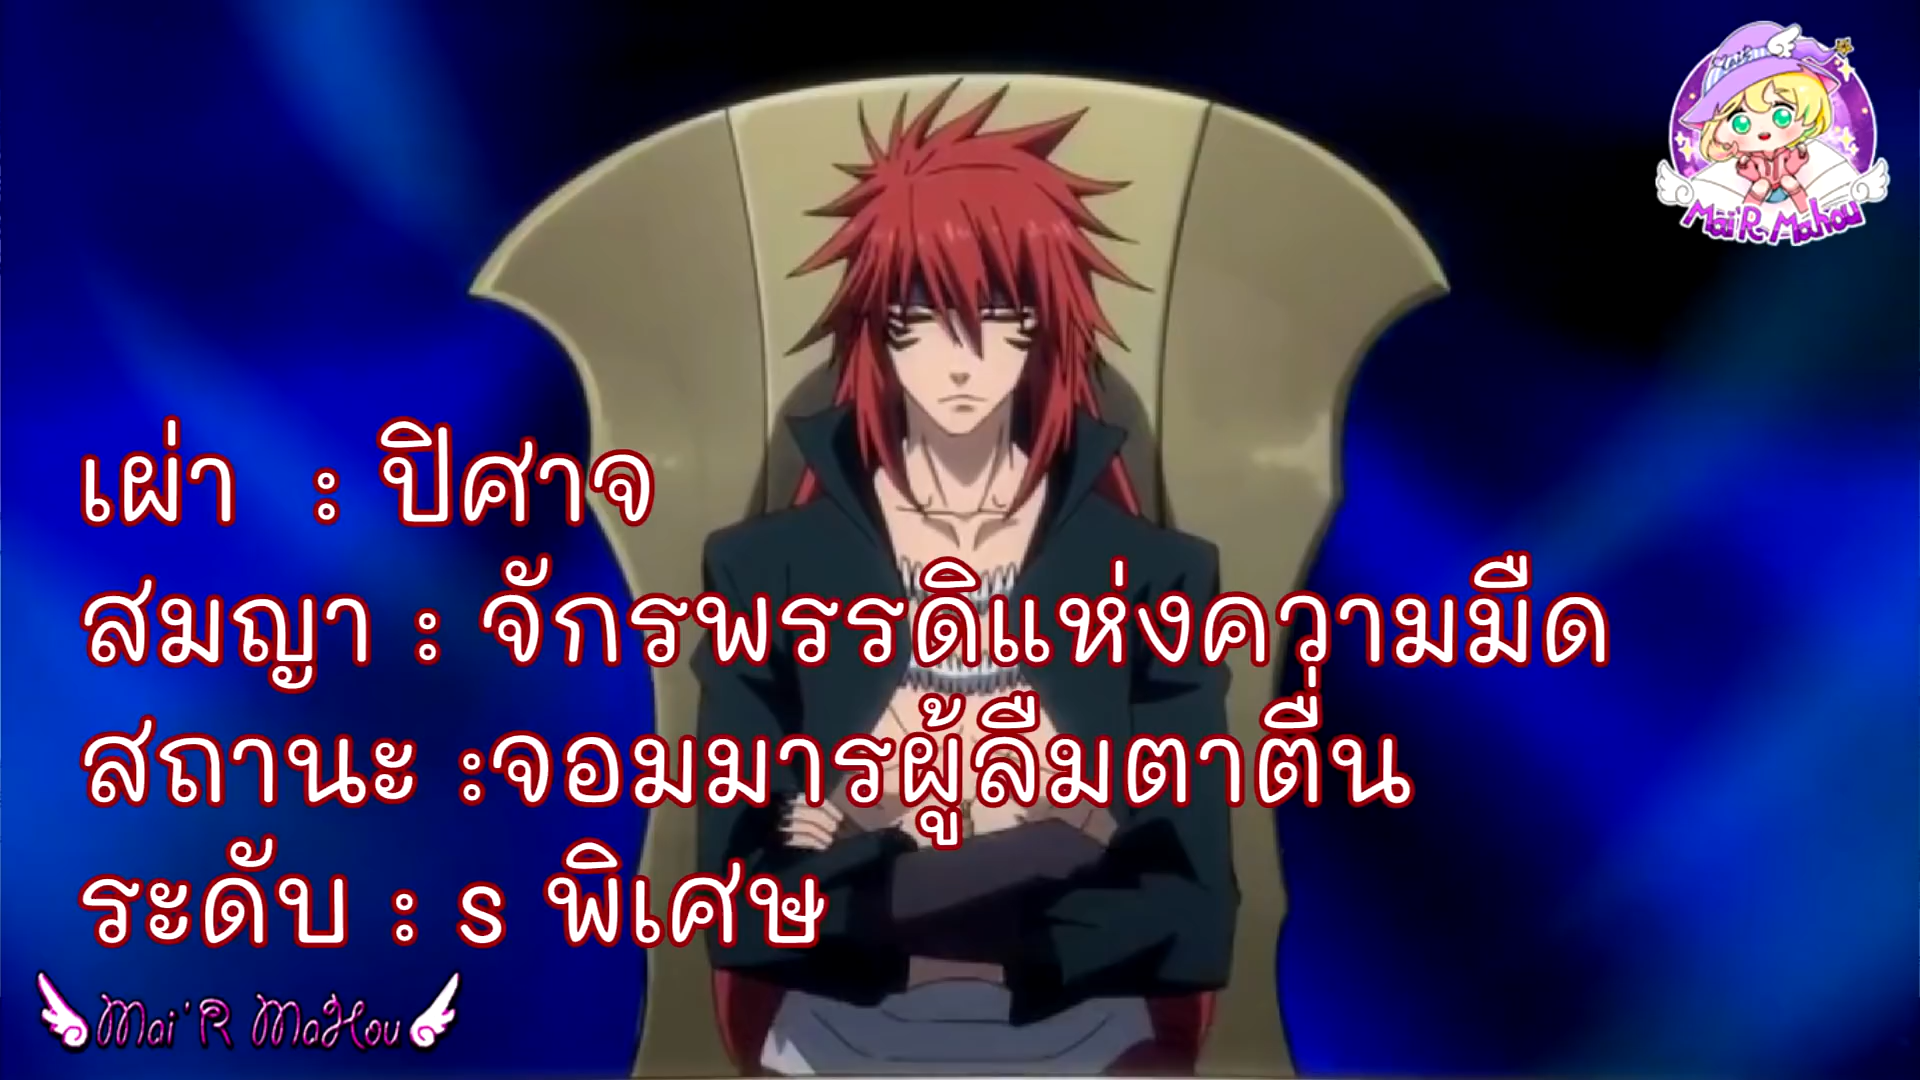 Mai'R Mahou
เผ่า : ปิศาจ
สมญา : จักรพรรดิแห่งความมืด
สถานะ :จอมมารผู้ลืมตาตื่น
ระดับ : s พิเศษ
Mai'R MaHou